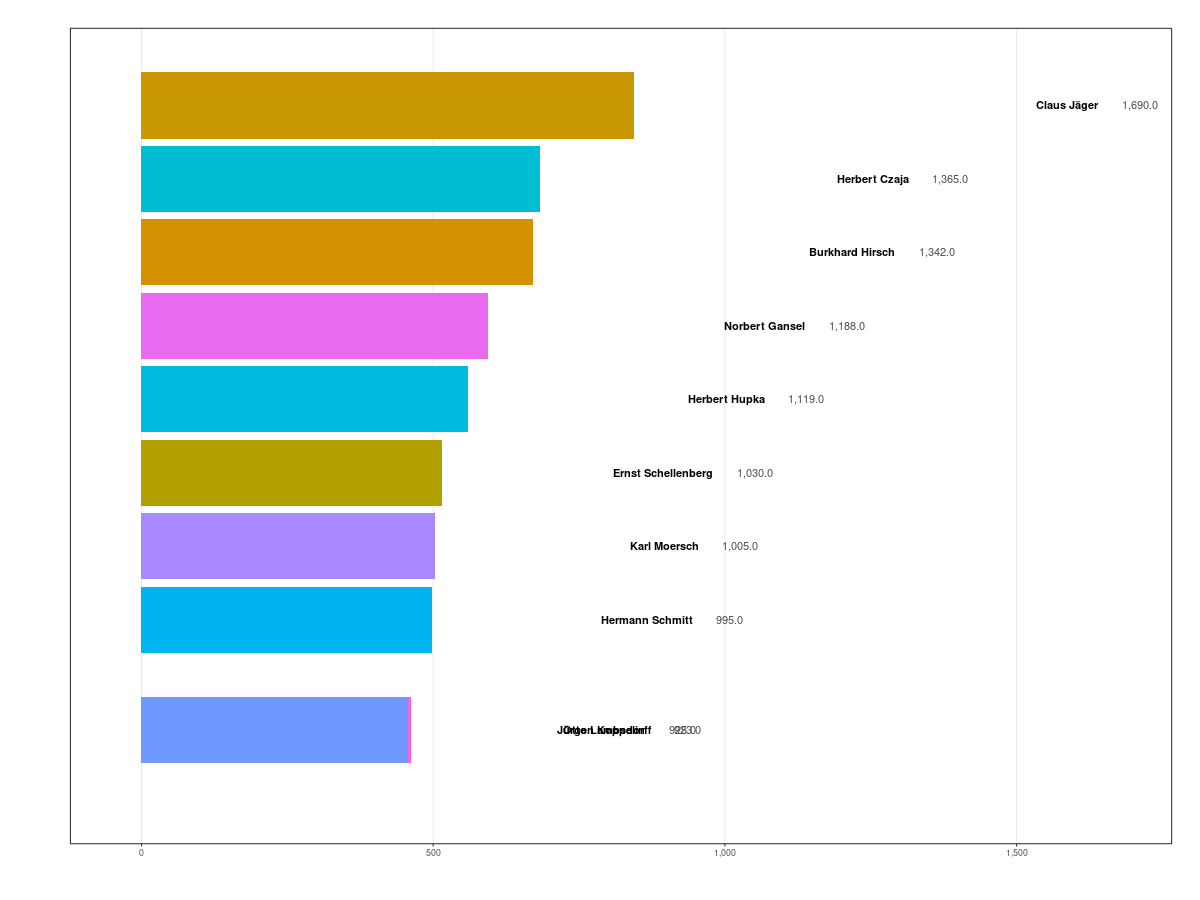 Claus Jäger 1,690.0
Herbert Czaja 1,365.0
Burkhard Hirsch 1,342.0
Norbert Gansel 1,188.0
Herbert Hupka 1,119.0
Ernst Schellenberg 1,030.0
Karl Moersch 1,005.0
Hermann Schmitt 995.0
0 500 1,000 1,500